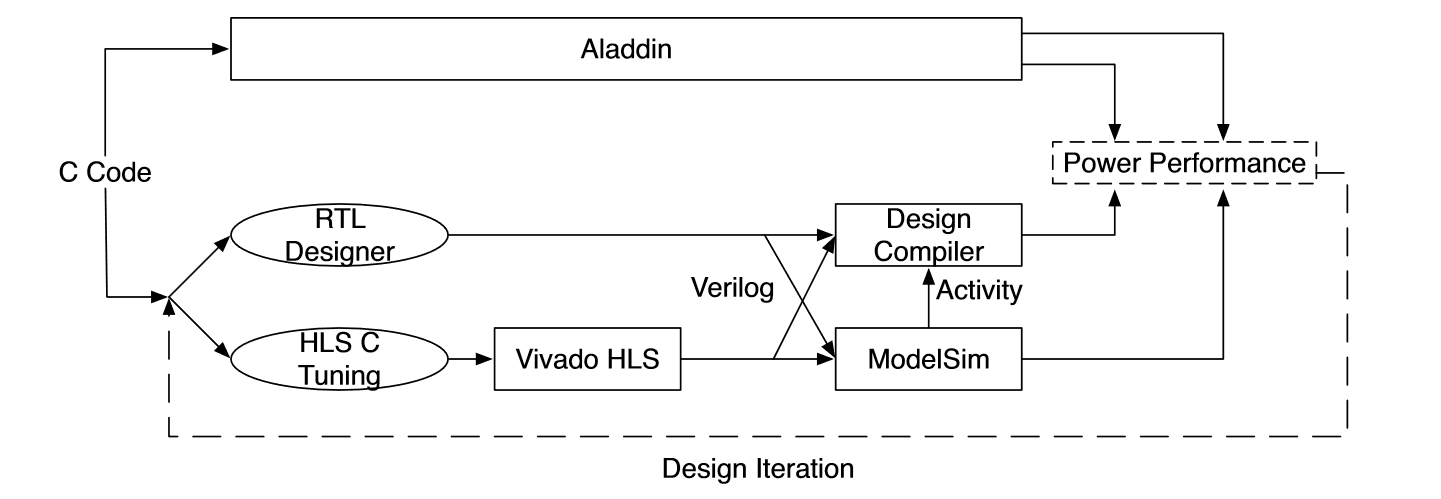 Aladdin
C Code
Power Performance
RTL
Designer
Design
Compiler
Verilog
Activity
HLS C
Tuning
Vivado HLS
ModelSim
Design Iteration